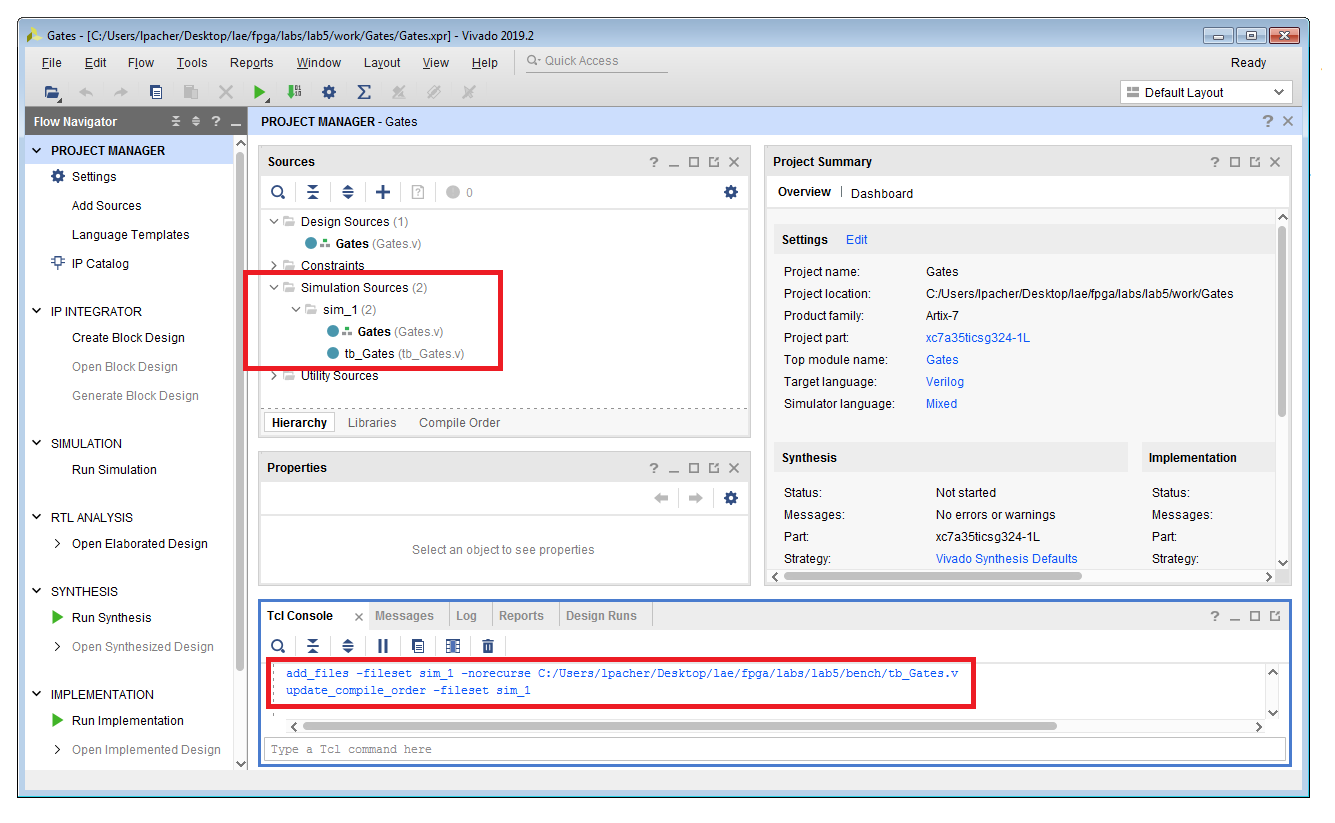 Gates - [C:/Users/lpacher/Desktop/lae/fpga/labs/lab5/work/Gates/Gates.xpr] - Vivado 2019.2
File Edit Flow Tools Reports Window Layout View Help Quick Access Ready
Default Layout
Flow Navigator
PROJECT MANAGER
Settings
Add Sources
Language Templates
IP Catalog
IP INTEGRATOR
Create Block Design
Open Block Design
Generate Block Design
SIMULATION
Run Simulation
RTL ANALYSIS
Open Elaborated Design
SYNTHESIS
Run Synthesis
Open Synthesized Design
IMPLEMENTATION
Run Implementation
Open Implemented Design
PROJECT MANAGER - Gates
Sources
0
Design Sources (1)
Gates (Gates.v)
Constraints
Simulation Sources (2)
sim_1 (2)
Gates (Gates.v)
tb_Gates (tb_Gates.v)
Utility Sources
Hierarchy Libraries Compile Order
Properties
Select an object to see properties
Project Summary
Overview Dashboard
Settings Edit
Project name: Gates
Project location: C:/Users/lpacher/Desktop/lae/fpga/labs/lab5/work/Gates
Product family: Artix-7
Project part: xc7a35ticsg324-1L
Top module name: Gates
Target language: Verilog
Simulator language: Mixed
Synthesis Implementation
Status: Not started Status:
Messages: No errors or warnings Messages:
Part: xc7a35ticsg324-1L Part:
Strategy: Vivado Synthesis Defaults Strategy:
Tcl Console Messages Log Reports Design Runs
add_files -fileset sim_1 -norecurse C:/Users/lpacher/Desktop/lae/fpga/labs/lab5/bench/tb_Gates.v
update_compile_order -fileset sim_1
Type a Tcl command here